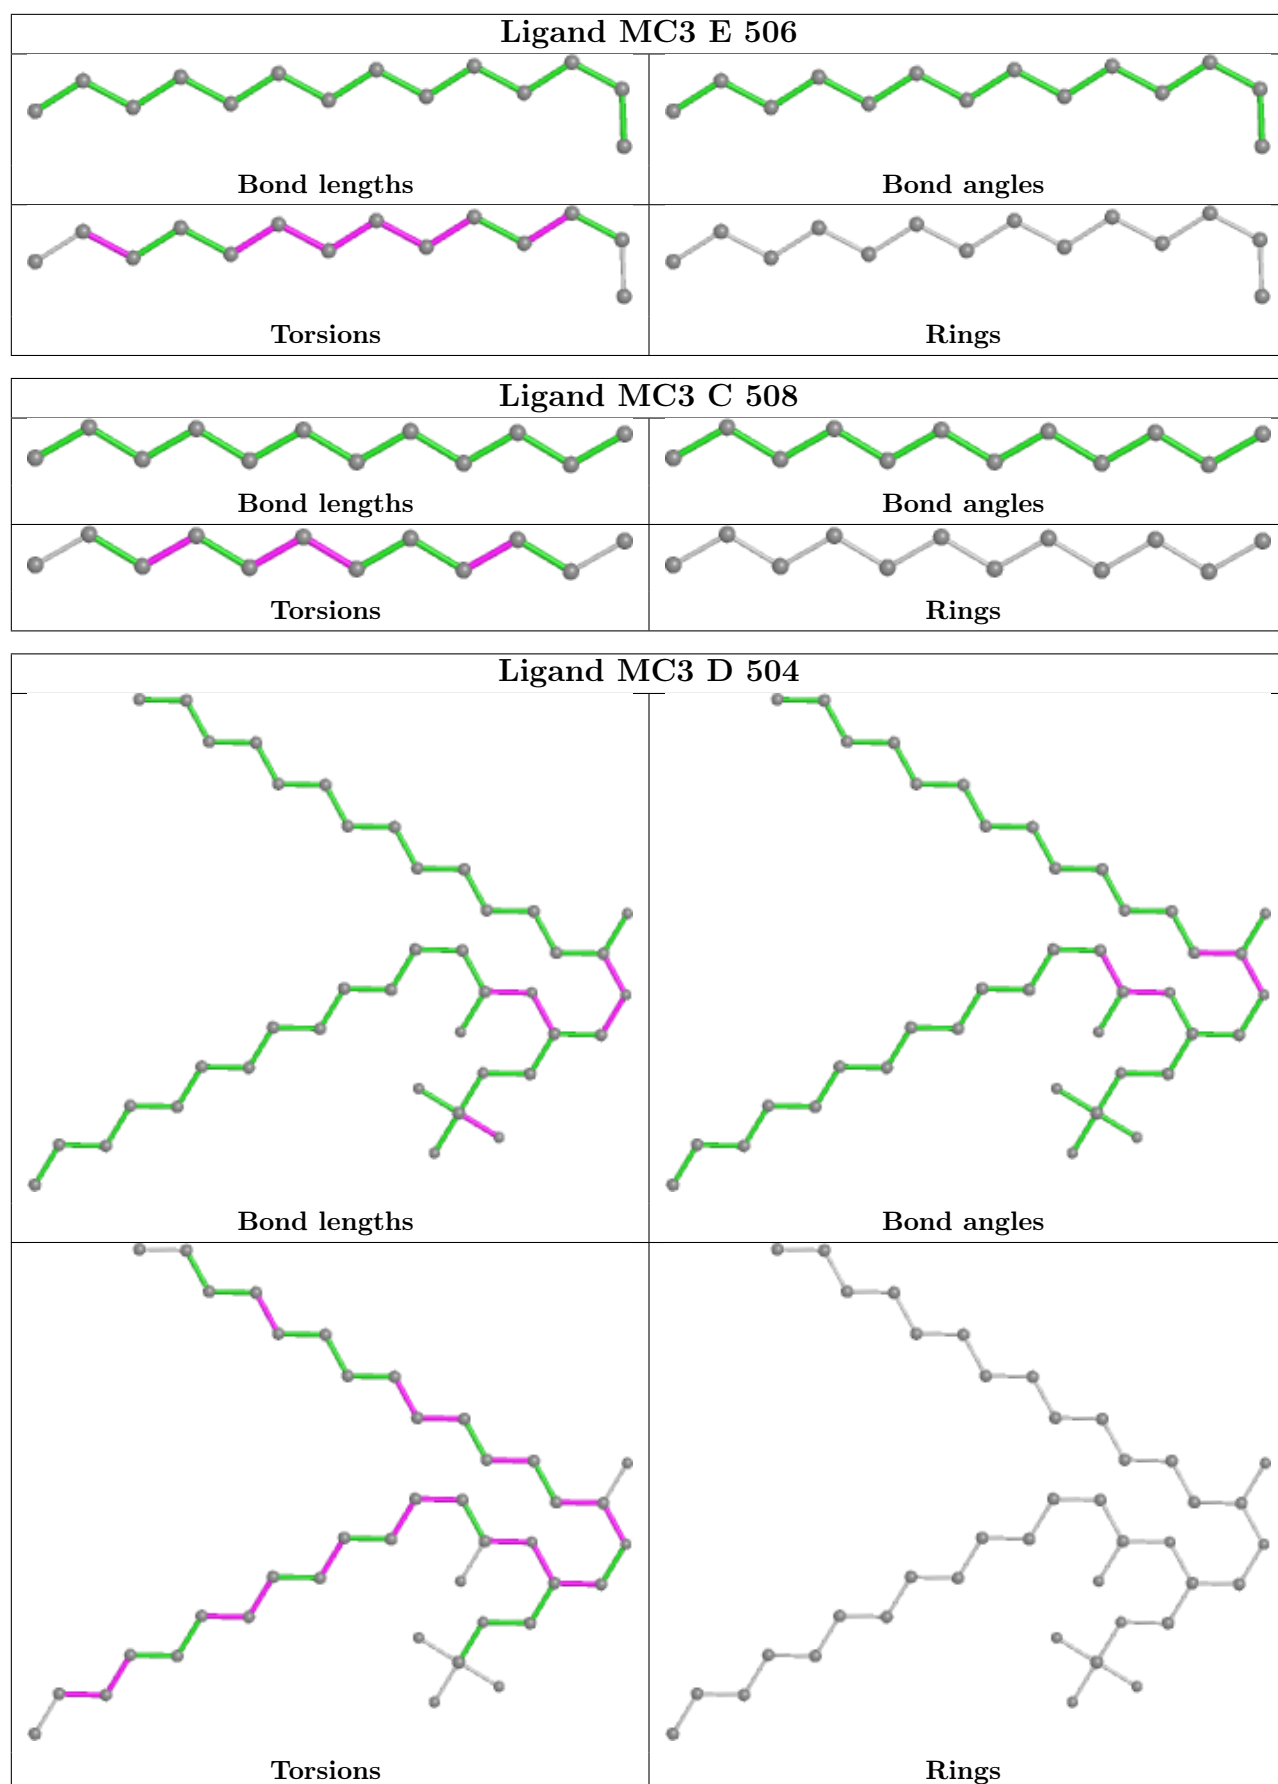 Ligand MC3 E 506
Bond lengths
Bond angles
Torsions
Rings
Ligand MC3 C 508
Bond lengths
Bond angles
Torsions
Rings
Ligand MC3 D 504
Bond lengths
Bond angles
Torsions
Rings